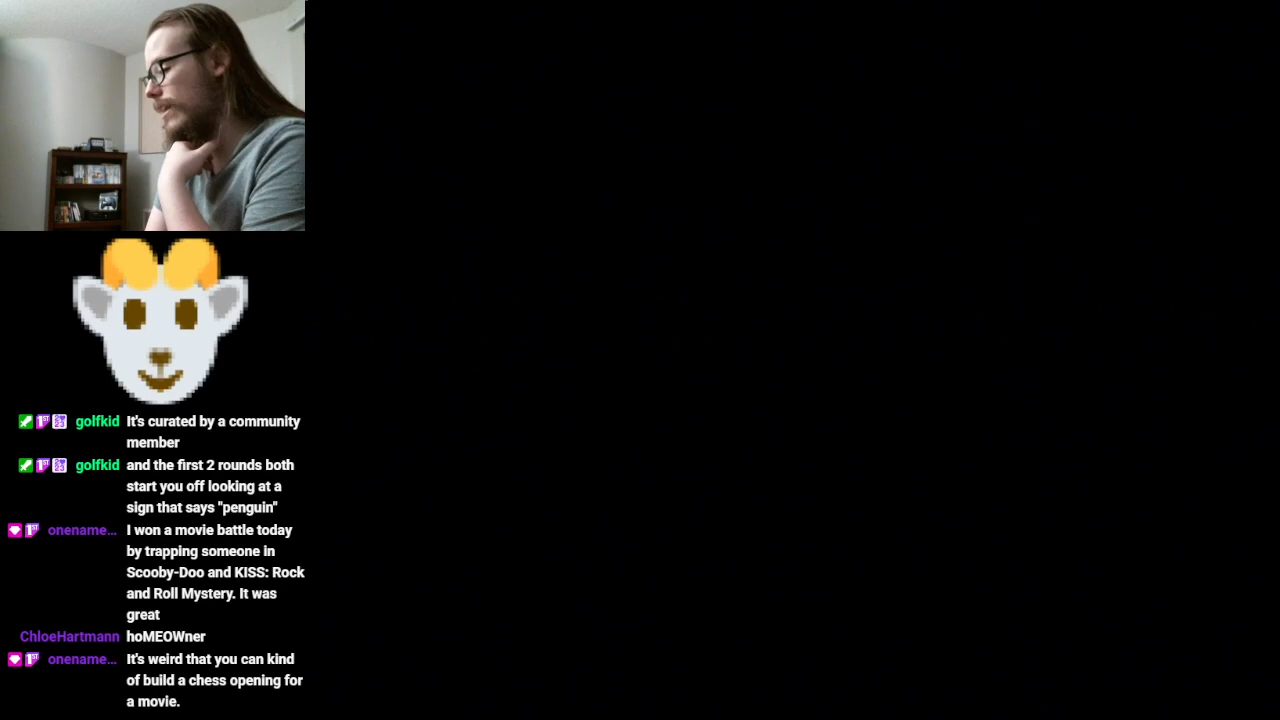 golfkid It's curated by a community
member
golfkid and the first 2 rounds both
start you off looking at a
sign that says "penguin"
onename… I won a movie battle today
by trapping someone in
Scooby-Doo and KISS: Rock
and Roll Mystery. It was
great
ChloeHartmann hoMEOWner
onename… It's weird that you can kind
of build a chess opening for
a movie.